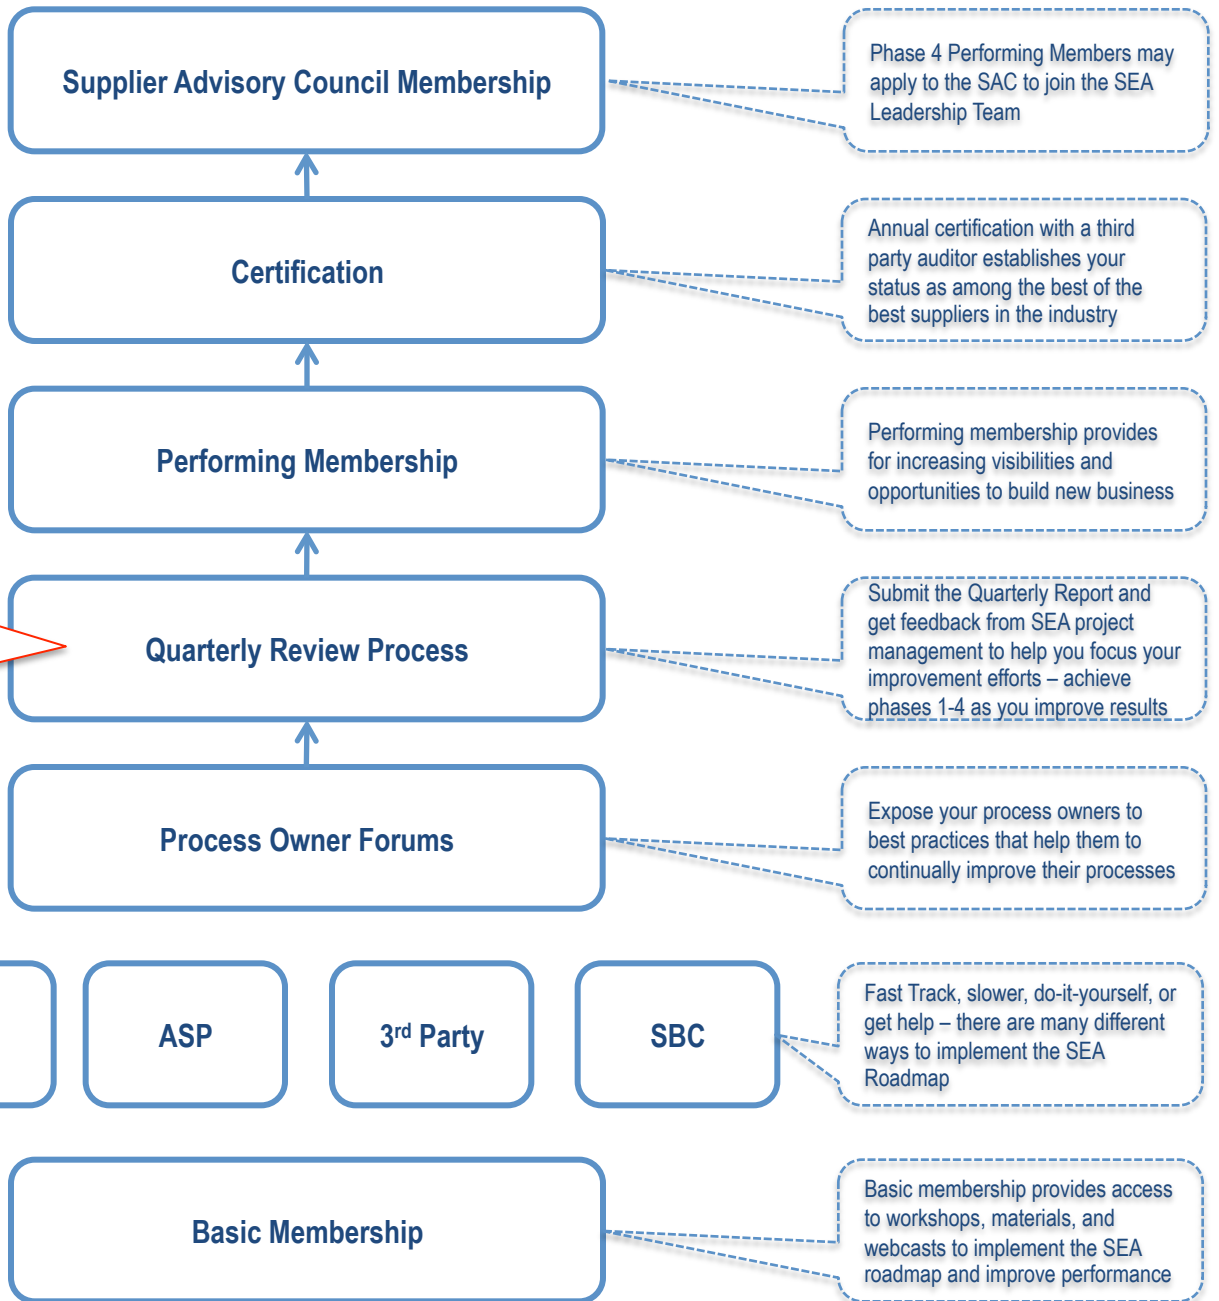 Supplier Advisory Council Membership
Phase 4 Performing Members may
apply to the SAC to join the SEA
Leadership Team
Certification
Annual certification with a third
party auditor establishes your
status as among the best of the
best suppliers in the industry
Performing Membership
Performing membership provides
for increasing visibilities and
opportunities to build new business
Quarterly Review Process
Submit the Quarterly Report and
get feedback from SEA project
management to help you focus your
improvement efforts – achieve
phases 1-4 as you improve results
Process Owner Forums
Expose your process owners to
best practices that help them to
continually improve their processes
ASP
3rd Party
SBC
Fast Track, slower, do-it-yourself, or
get help – there are many different
ways to implement the SEA
Roadmap
Basic Membership
Basic membership provides access
to workshops, materials, and
webcasts to implement the SEA
roadmap and improve performance